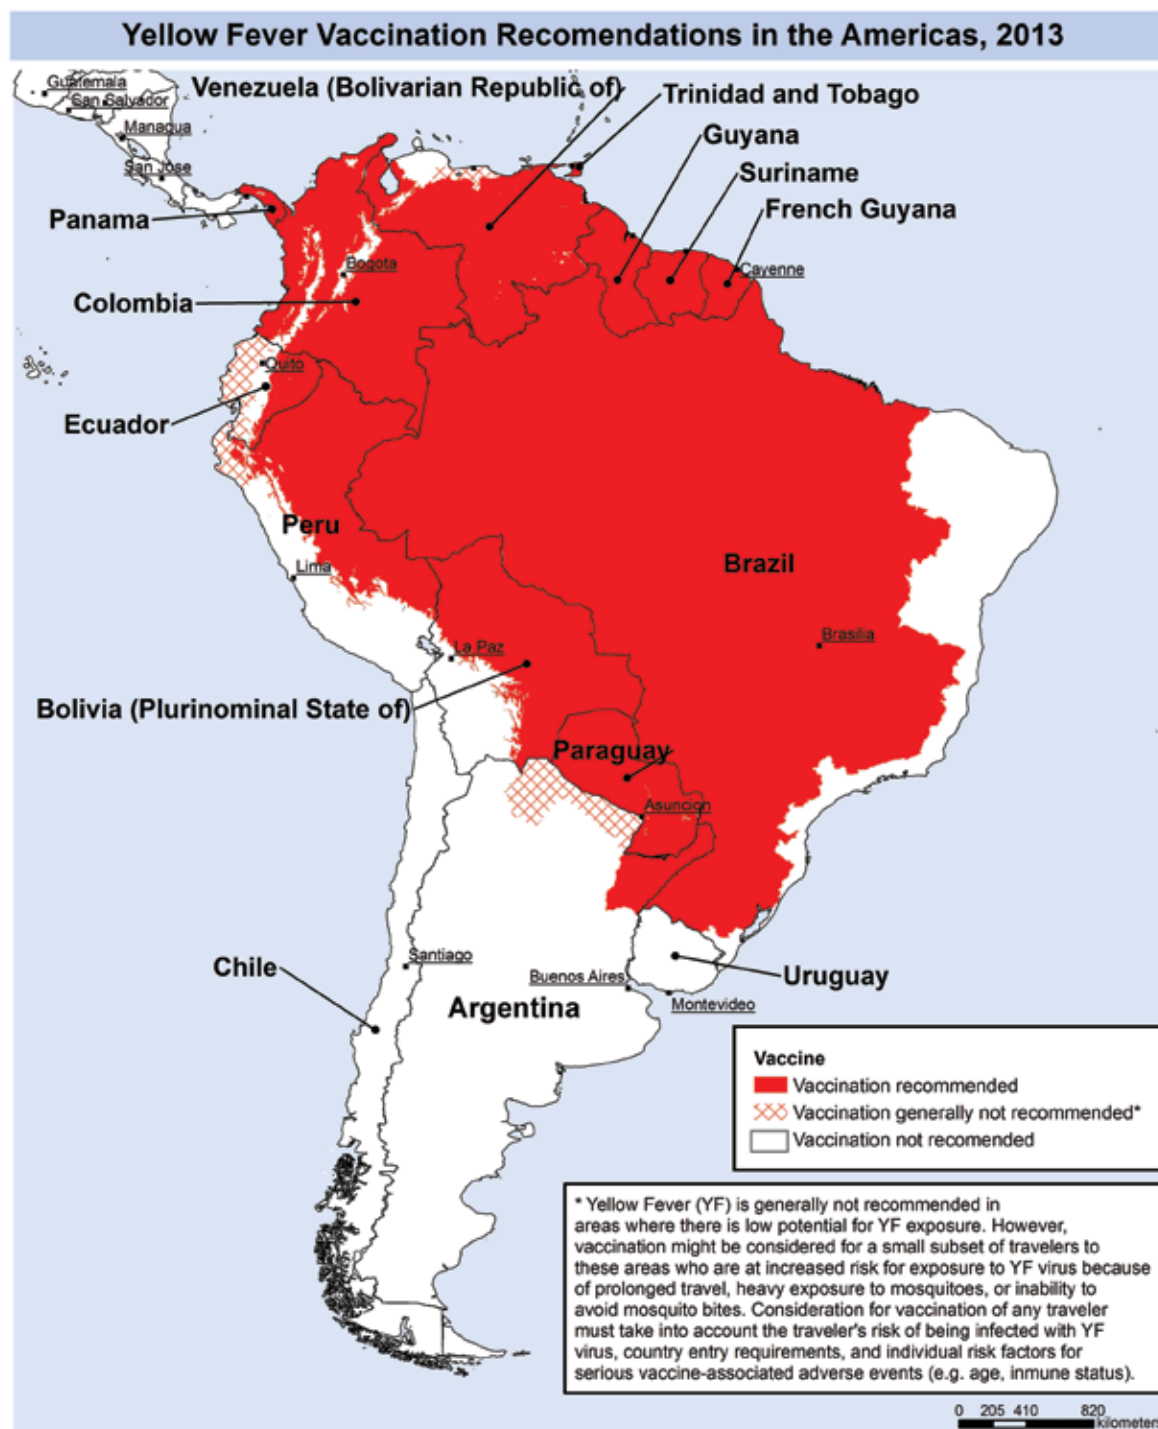 Yellow Fever Vaccination Recomendations in the Americas, 2013
Guatemala
San Salvador
Managua
San Jose
Venezuela (Bolivarian Republic of)
Trinidad and Tobago
Guyana
Suriname
French Guyana
Panama
Cayenne
Bogota
Colombia
Quito
Ecuador
Peru
Lima
Brazil
Brasilia
La Paz
Bolivia (Plurinominal State of)
Paraguay
Asuncion
Chile
Santiago
Buenos Aires
Argentina
Uruguay
Montevideo
Vaccine
Vaccination recommended
Vaccination generally not recommended*
Vaccination not recomended
* Yellow Fever (YF) is generally not recommended in
areas where there is low potential for YF exposure. However,
vaccination might be considered for a small subset of travelers to
these areas who are at increased risk for exposure to YF virus because
of prolonged travel, heavy exposure to mosquitoes, or inability to
avoid mosquito bites. Consideration for vaccination of any traveler
must take into account the traveler's risk of being infected with YF
virus, country entry requirements, and individual risk factors for
serious vaccine-associated adverse events (e.g. age, inmune status).
0 205 410 820
kilometers